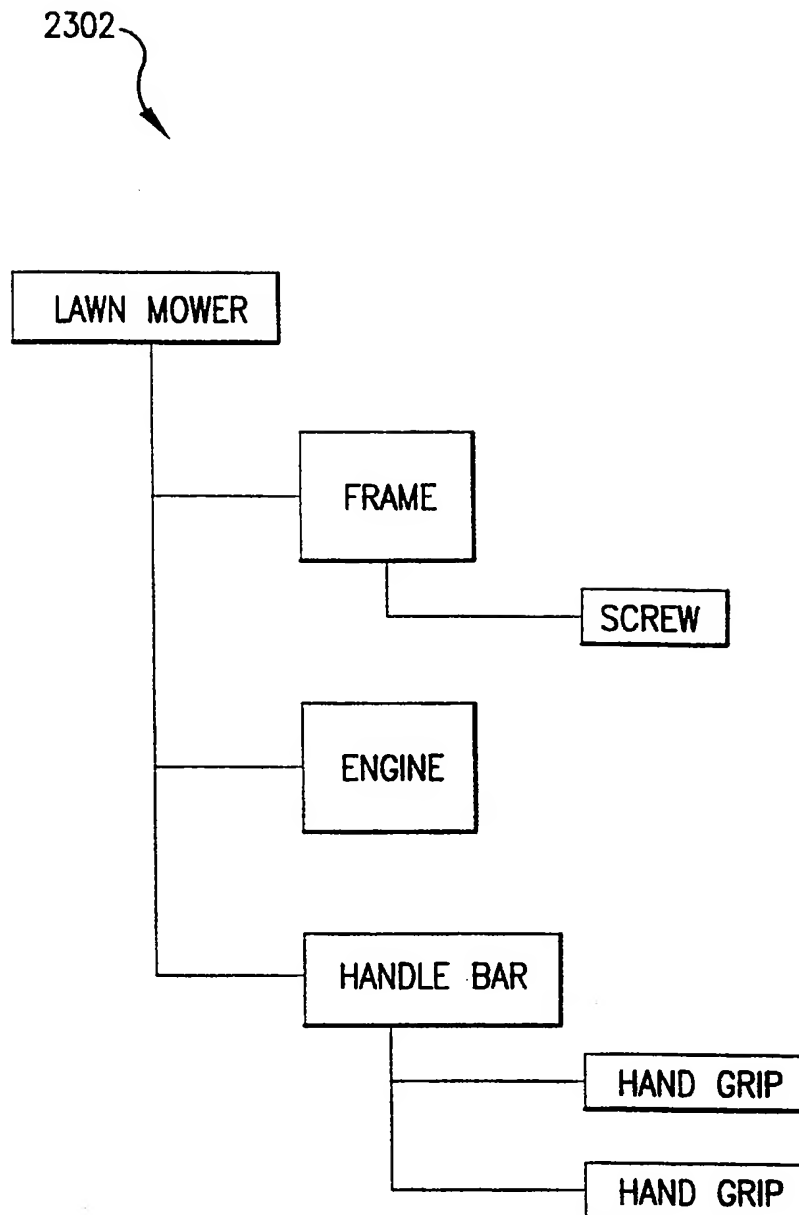 2302
LAWN MOWER
FRAME
SCREW
ENGINE
HANDLE BAR
HAND GRIP
HAND GRIP